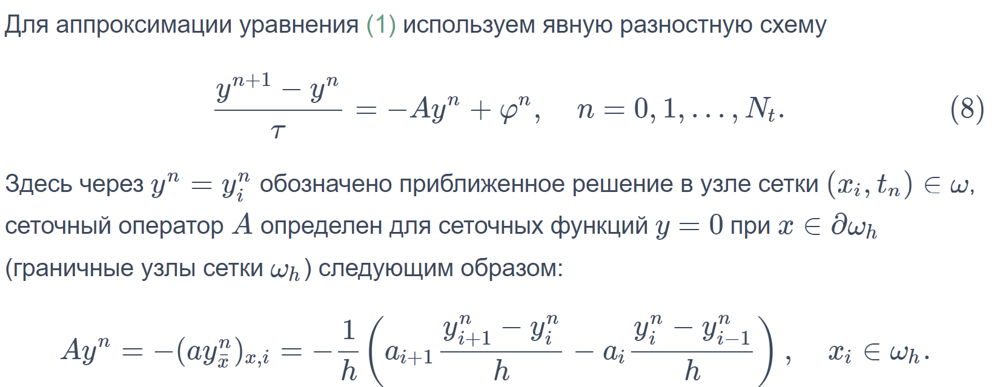 Для аппроксимации уравнения (1) используем явную разностную схему
$$\frac{y^{n+1} - y^n}{\tau} = -Ay^n + \varphi^n, \quad n = 0, 1, \ldots, N_t. \quad (8)$$
Здесь через $y^n = y_i^n$ обозначено приближенное решение в узле сетки $(x_i, t_n) \in \omega$,
сеточный оператор $A$ определен для сеточных функций $y = 0$ при $x \in \partial\omega_h$
(граничные узлы сетки $\omega_h$) следующим образом:
$$Ay^n = -(ay_{\bar{x}}^n)_{x,i} = -\frac{1}{h}\left(a_{i+1}\frac{y_{i+1}^n - y_i^n}{h} - a_i\frac{y_i^n - y_{i-1}^n}{h}\right), \quad x_i \in \omega_h.$$